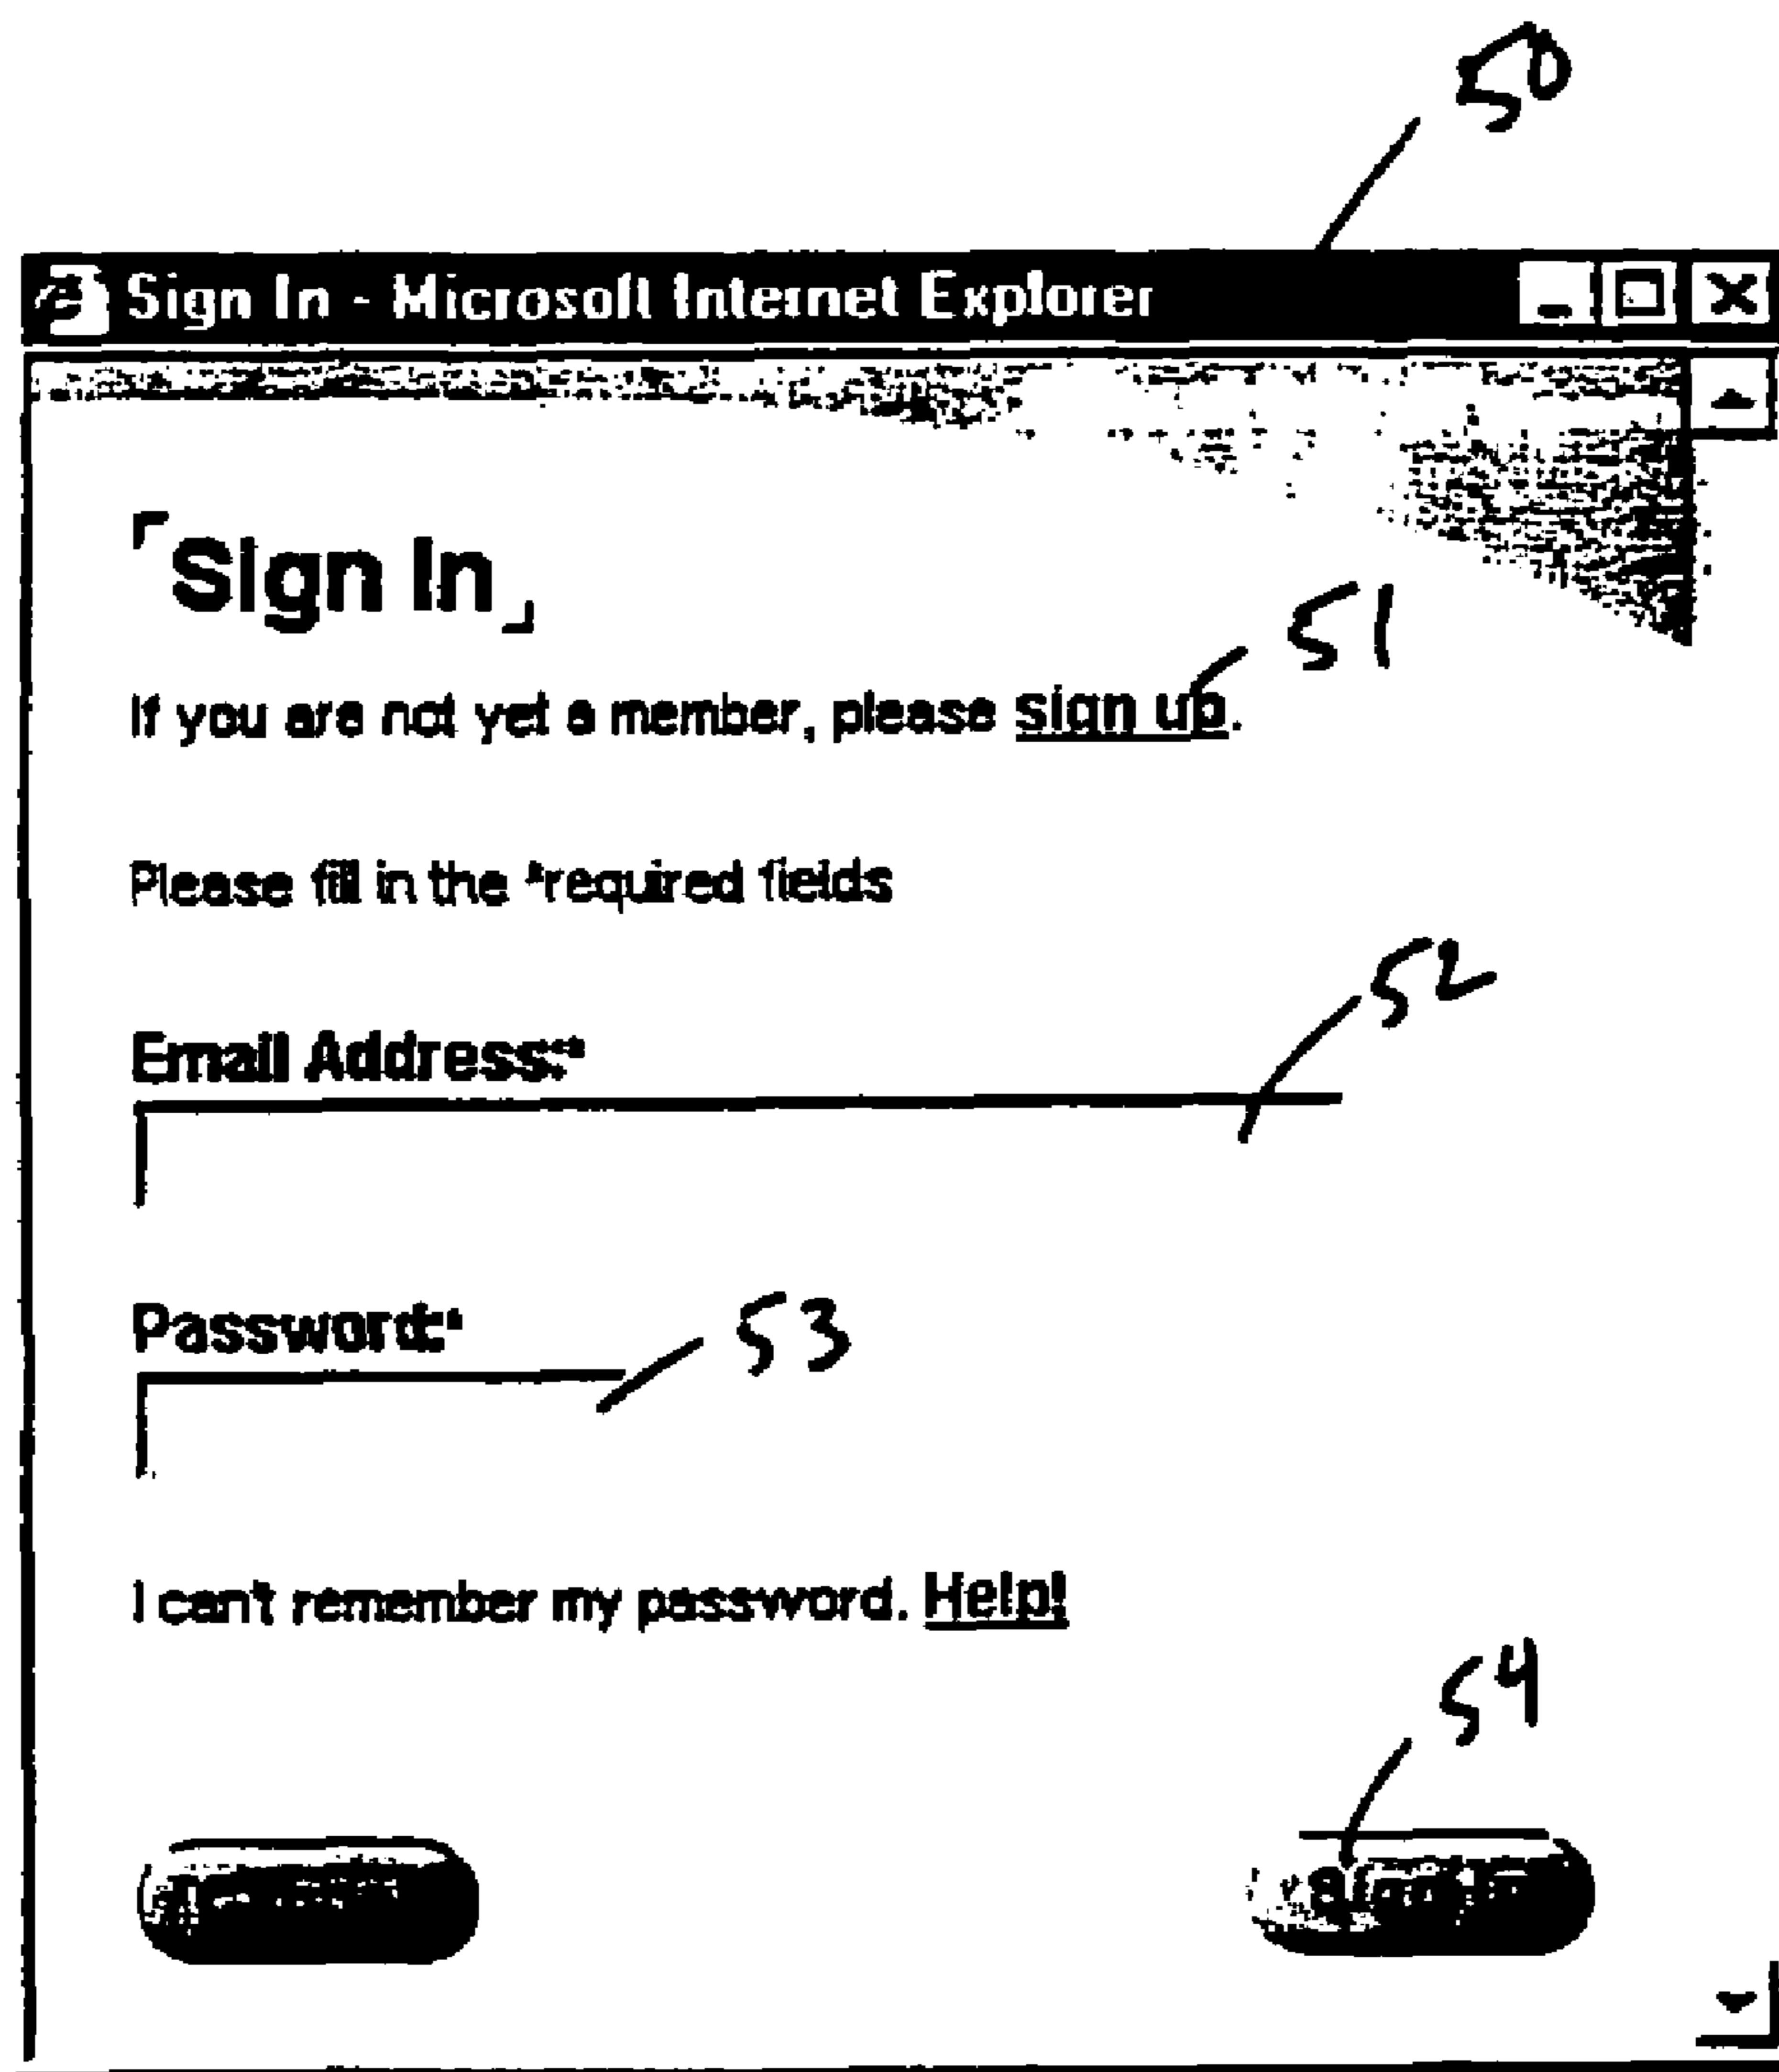 50
Sign In - Microsoft Internet Explorer
Sign In
51
If you are not yet a member, please sign up.
Please fill in the *required fields
52
Email Address:*
53
Password:*
I cant remember my password. Help!
54